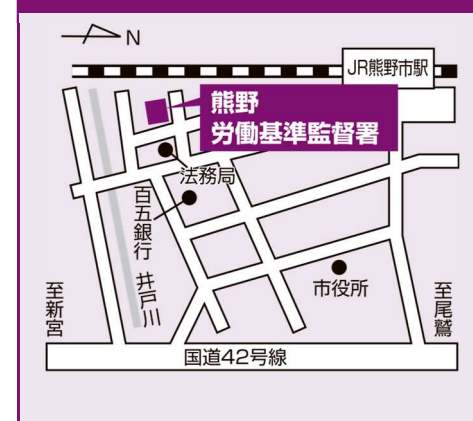 N
JR熊野市駅
熊野
労働基準監督署
法務局
百五銀行
井戸川
市役所
至新宮
至尾鷲
国道42号線